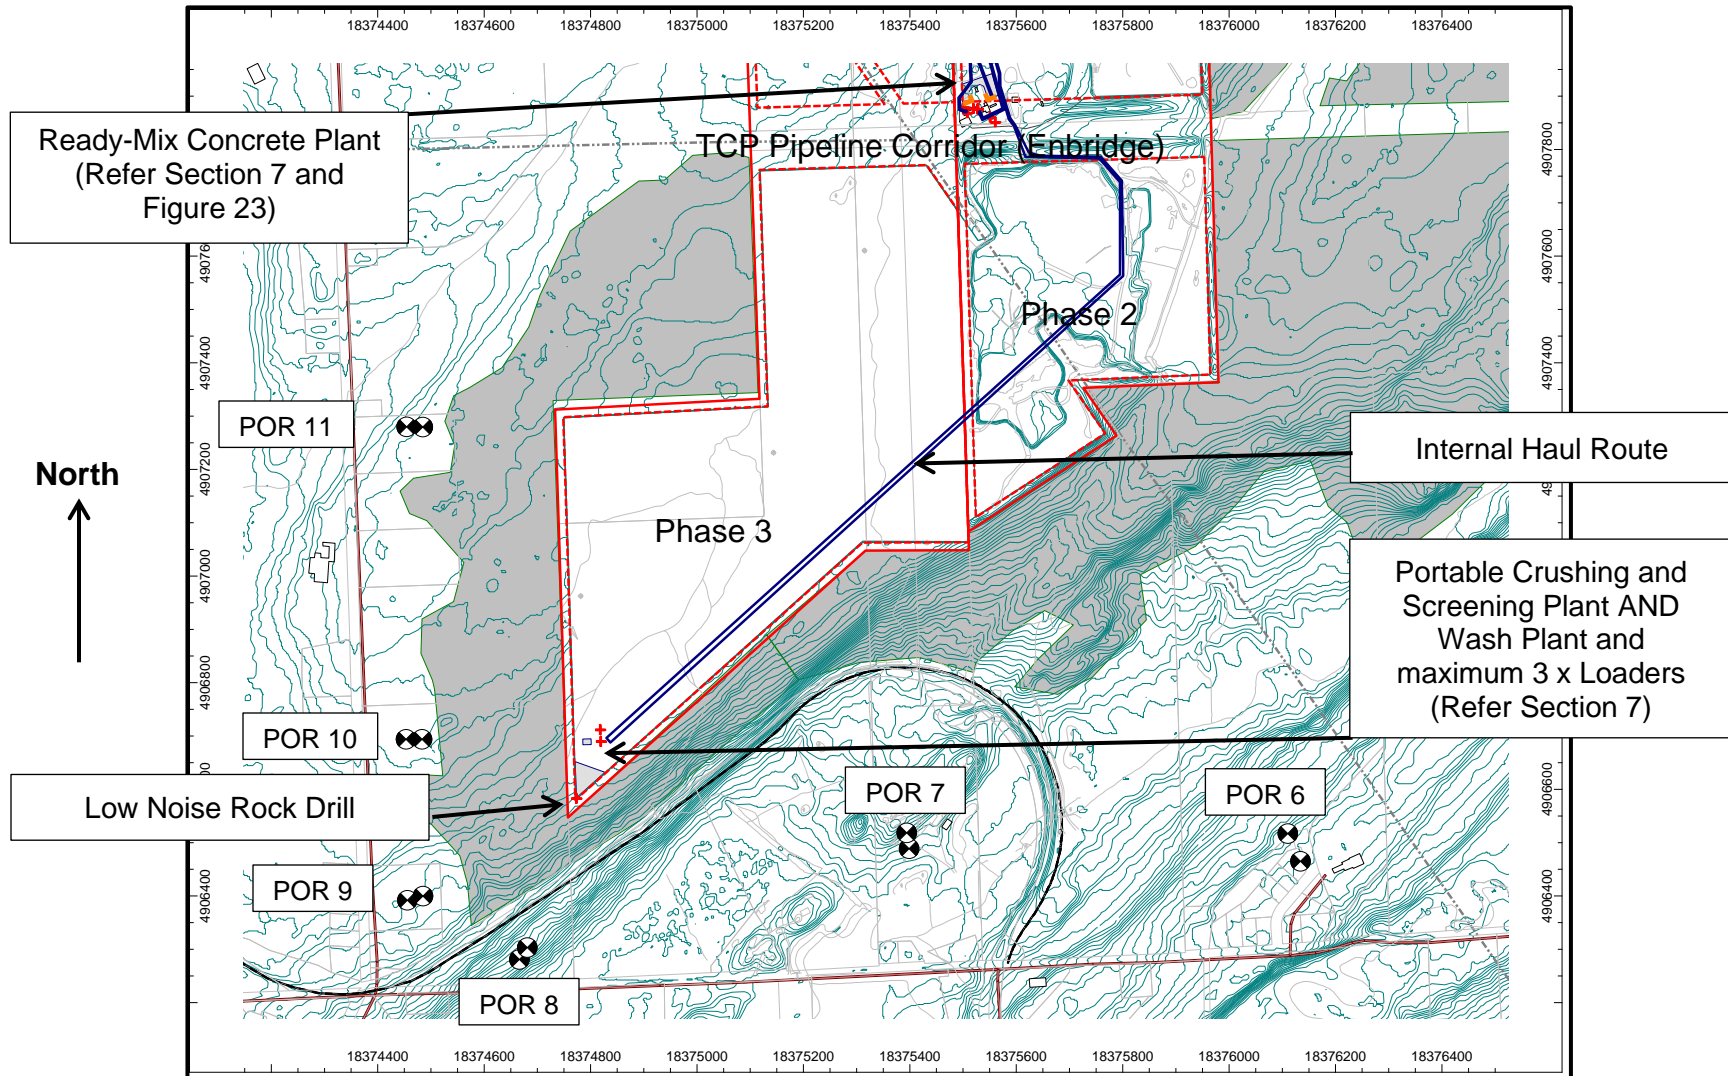 18374400 18374600 18374800 18375000 18375200 18375400 18375600 18375800 18376000 18376200 18376400
Ready-Mix Concrete Plant
(Refer Section 7 and
Figure 23)
TCP Pipeline Corridor (Enbridge)
4907800
4907800
4907600
Phase 2
4907400
4907400
POR 11
Internal Haul Route
North
4907200
Phase 3
4907000
Portable Crushing and
Screening Plant AND
Wash Plant and
maximum 3 x Loaders
(Refer Section 7)
4906800
POR 10
POR 7
POR 6
4906600
Low Noise Rock Drill
POR 9
4906400
4906400
POR 8
18374400 18374600 18374800 18375000 18375200 18375400 18375600 18375800 18376000 18376200 18376400